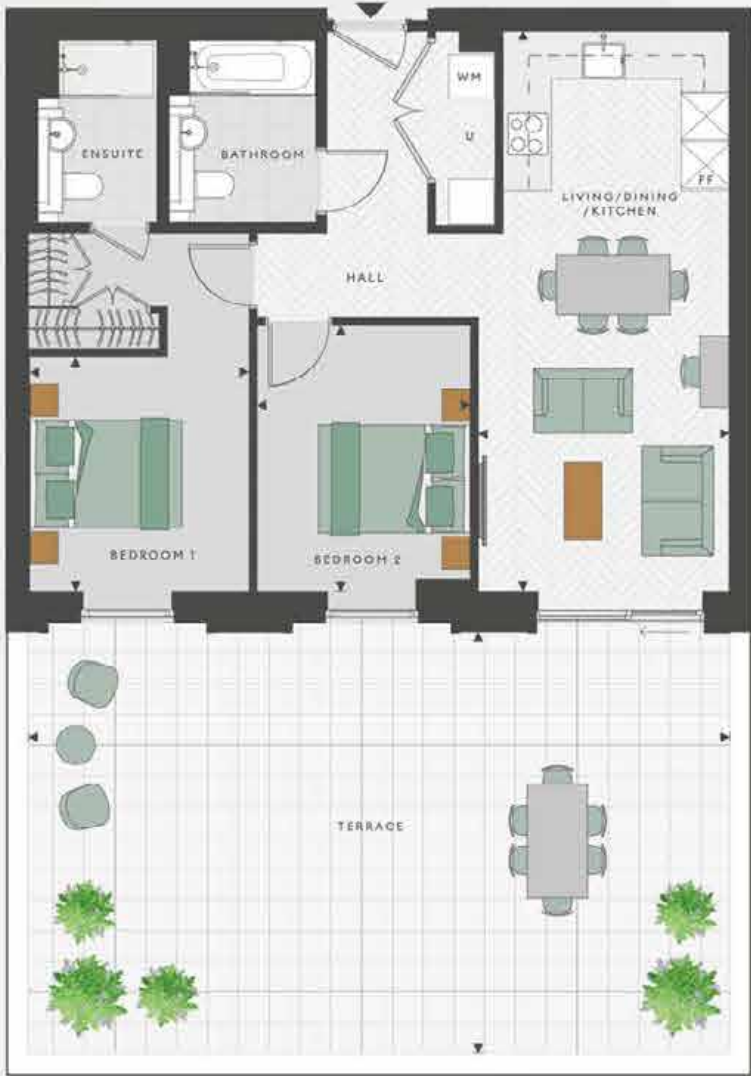 WM
ENSUITE
BATHROOM
U
FF
LIVING/DINING
/KITCHEN
HALL
BEDROOM 1
BEDROOM 2
TERRACE